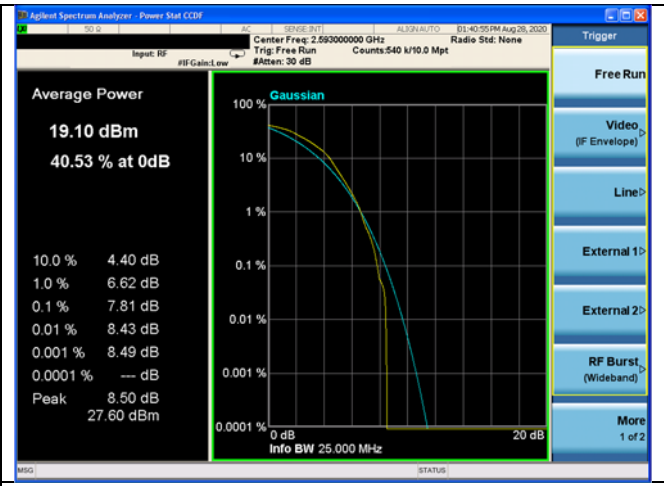 Agilent Spectrum Analyzer - Power Stat CCDF
50 Ω AC SENSE:INT ALIGNAUTO 01:40:55 PM Aug 28, 2020
Center Freq: 2.593000000 GHz Radio Std: None
Input: RF Trig: Free Run Counts:540 k/10.0 Mpt
#IFGain:Low #Atten: 30 dB
Trigger
Free Run
Video
(IF Envelope)
Line
External 1
External 2
RF Burst
(Wideband)
More
1 of 2
Average Power
19.10 dBm
40.53 % at 0dB
10.0 % 4.40 dB
1.0 % 6.62 dB
0.1 % 7.81 dB
0.01 % 8.43 dB
0.001 % 8.49 dB
0.0001 % --- dB
Peak 8.50 dB
27.60 dBm
Gaussian
100 %
10 %
1 %
0.1 %
0.01 %
0.001 %
0.0001 %
0 dB 20 dB
Info BW 25.000 MHz
MSG STATUS